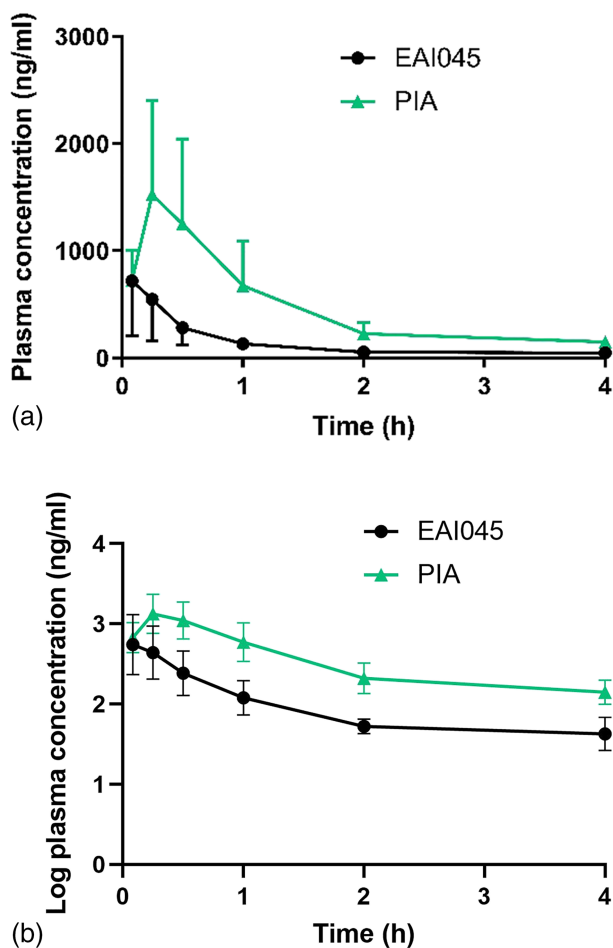 Plasma concentration (ng/ml)
3000
2000
1000
0
EAI045
PIA
0 1 2 3 4
Time (h)
(a)
Log plasma concentration (ng/ml)
4
3
2
1
0
EAI045
PIA
0 1 2 3 4
Time (h)
(b)